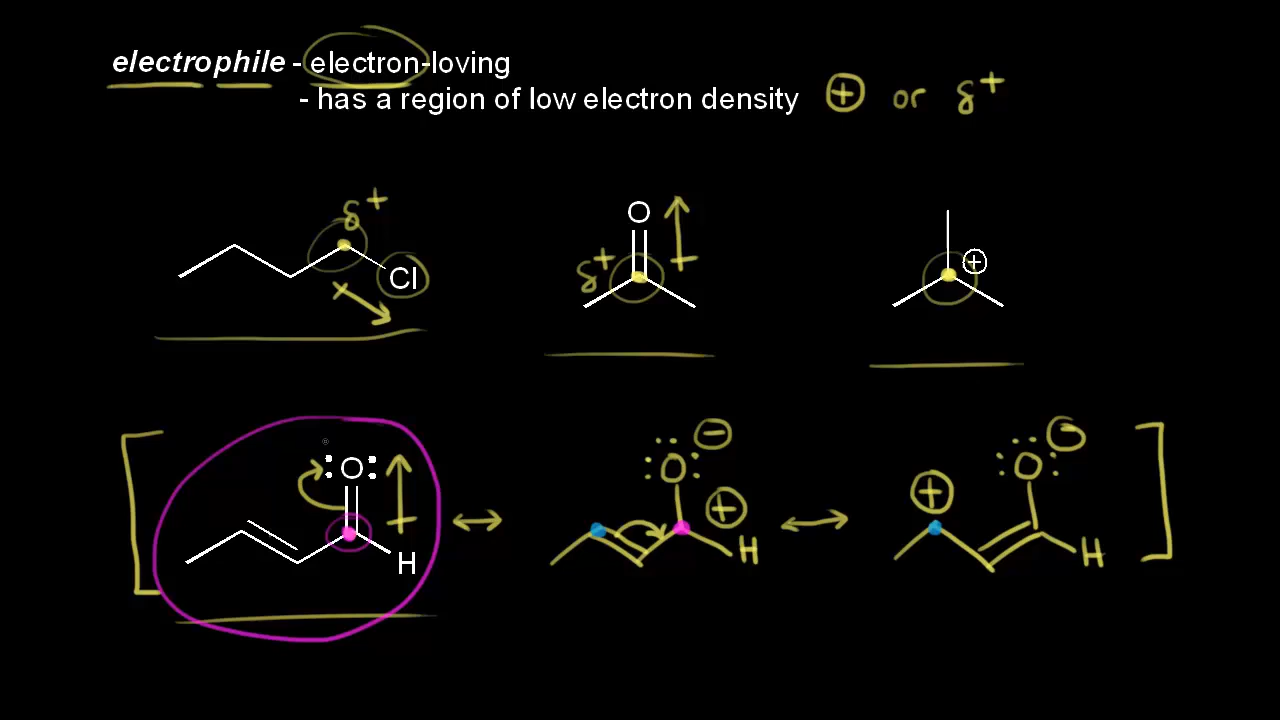 electrophile - electron-loving
- has a region of low electron density ⊕ or δ+
δ+
Cl
O
δ+
⊕
:O:
H
:Ö: ⊖
⊕
H
⊕
:Ö: ⊖
H